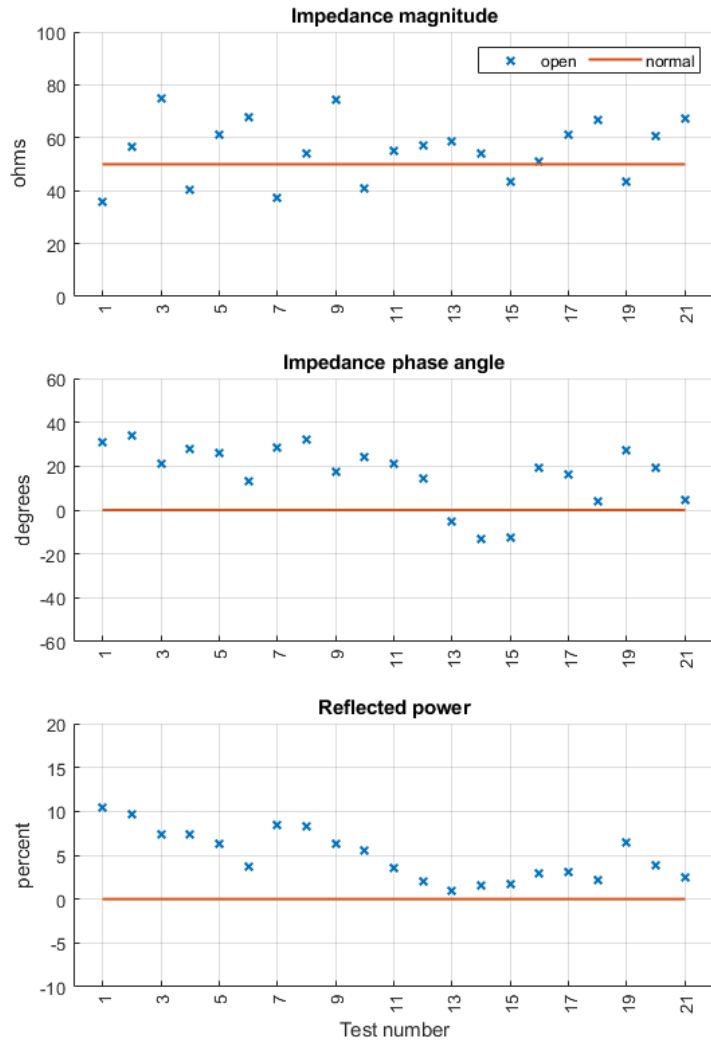 Impedance magnitude
100
80
60
40
20
0
ohms
open normal
1 3 5 7 9 11 13 15 17 19 21
Impedance phase angle
60
40
20
0
-20
-40
-60
degrees
1 3 5 7 9 11 13 15 17 19 21
Reflected power
20
15
10
5
0
-5
-10
percent
1 3 5 7 9 11 13 15 17 19 21
Test number